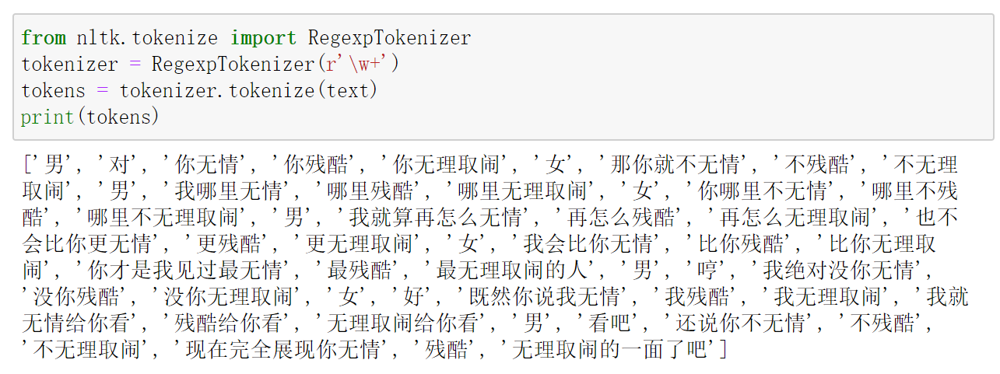 from nltk.tokenize import RegexpTokenizer
tokenizer = RegexpTokenizer(r'\w+')
tokens = tokenizer.tokenize(text)
print(tokens)
['男', '对', '你无情', '你残酷', '你无理取闹', '女', '那你就不无情', '不残酷', '不无理
取闹', '男', '我哪里无情', '哪里残酷', '哪里无理取闹', '女', '你哪里不无情', '哪里不残
酷', '哪里不无理取闹', '男', '我就算再怎么无情', '再怎么残酷', '再怎么无理取闹', '也不
会比你更无情', '更残酷', '更无理取闹', '女', '我会比你无情', '比你残酷', '比你无理取
闹', '你才是我见过最无情', '最残酷', '最无理取闹的人', '男', '哼', '我绝对没你无情',
'没你残酷', '没你无理取闹', '女', '好', '既然你说我无情', '我残酷', '我无理取闹', '我就
无情给你看', '残酷给你看', '无理取闹给你看', '男', '看吧', '还说你不无情', '不残酷',
'不无理取闹', '现在完全展现你无情', '残酷', '无理取闹的一面了吧']